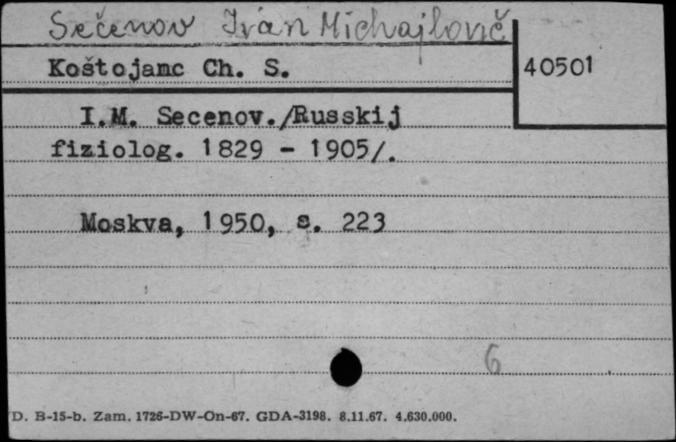 Sečenov Ivan Michajlovič
Koštojanc Ch. S.
40501
I.M. Secenov./Russkij
fiziolog. 1829 - 1905/.
Moskva, 1950, s. 223
6
D. B-15-b. Zam. 1726-DW-On-67. GDA-3198. 8.11.67. 4.630.000.